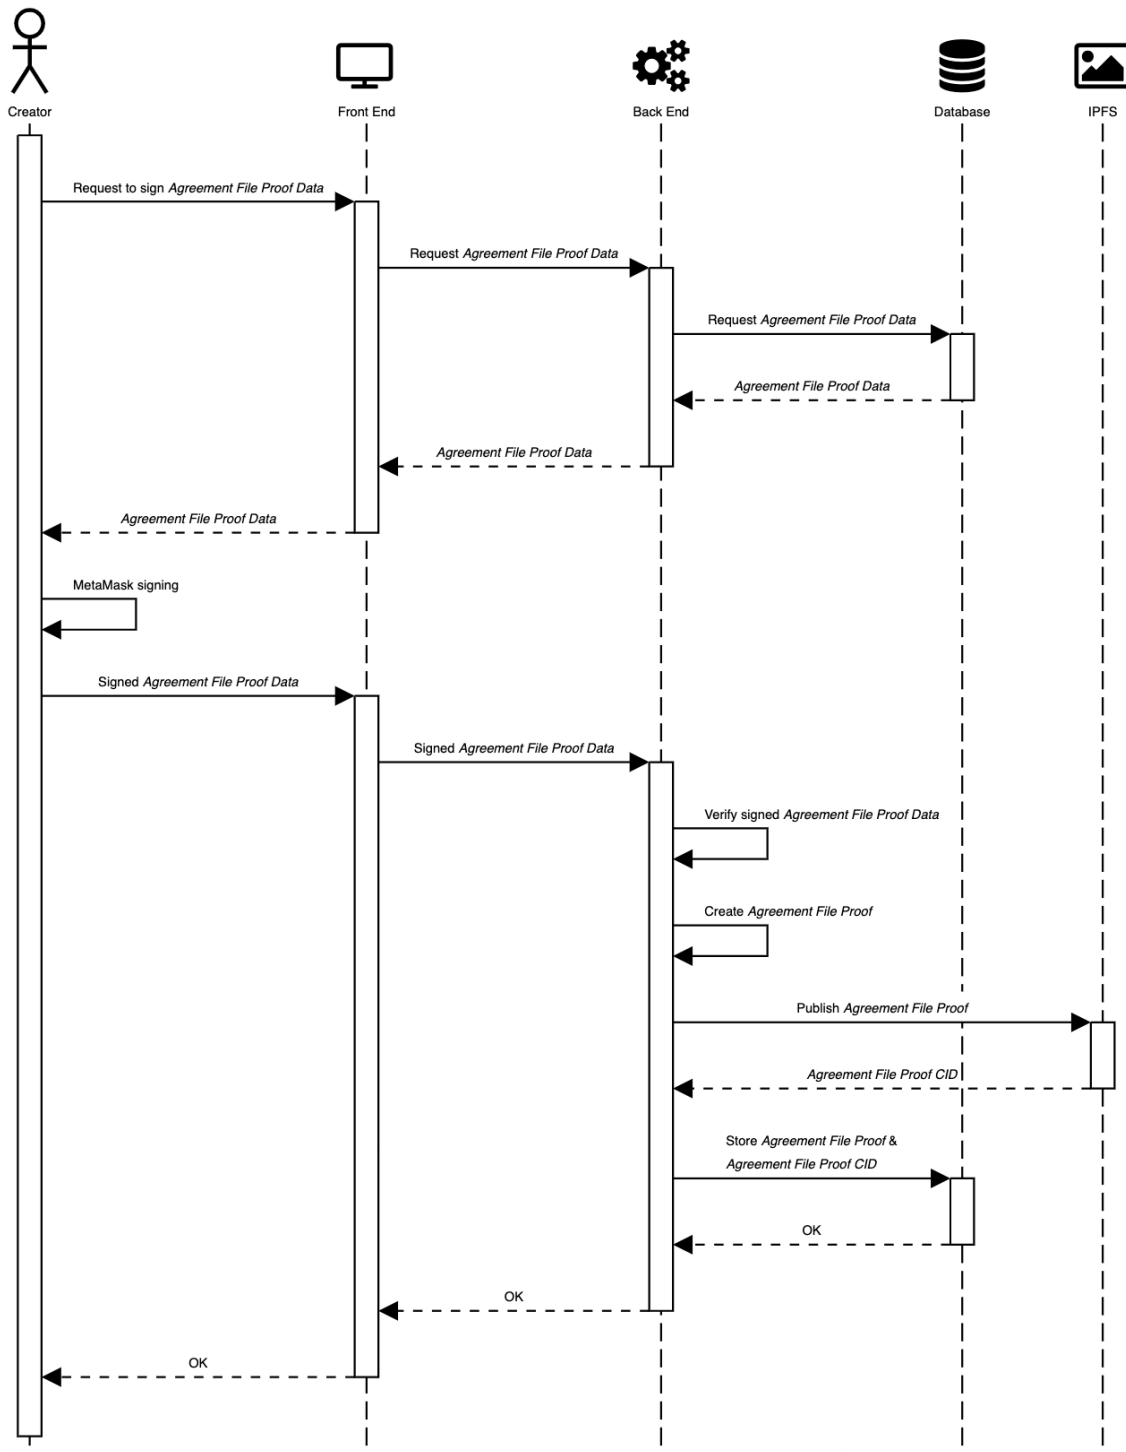 Creator
Front End
Back End
Database
IPFS
Request to sign Agreement File Proof Data
Request Agreement File Proof Data
Request Agreement File Proof Data
Agreement File Proof Data
Agreement File Proof Data
Agreement File Proof Data
MetaMask signing
Signed Agreement File Proof Data
Signed Agreement File Proof Data
Verify signed Agreement File Proof Data
Create Agreement File Proof
Publish Agreement File Proof
Agreement File Proof CID
Store Agreement File Proof &
Agreement File Proof CID
OK
OK
OK